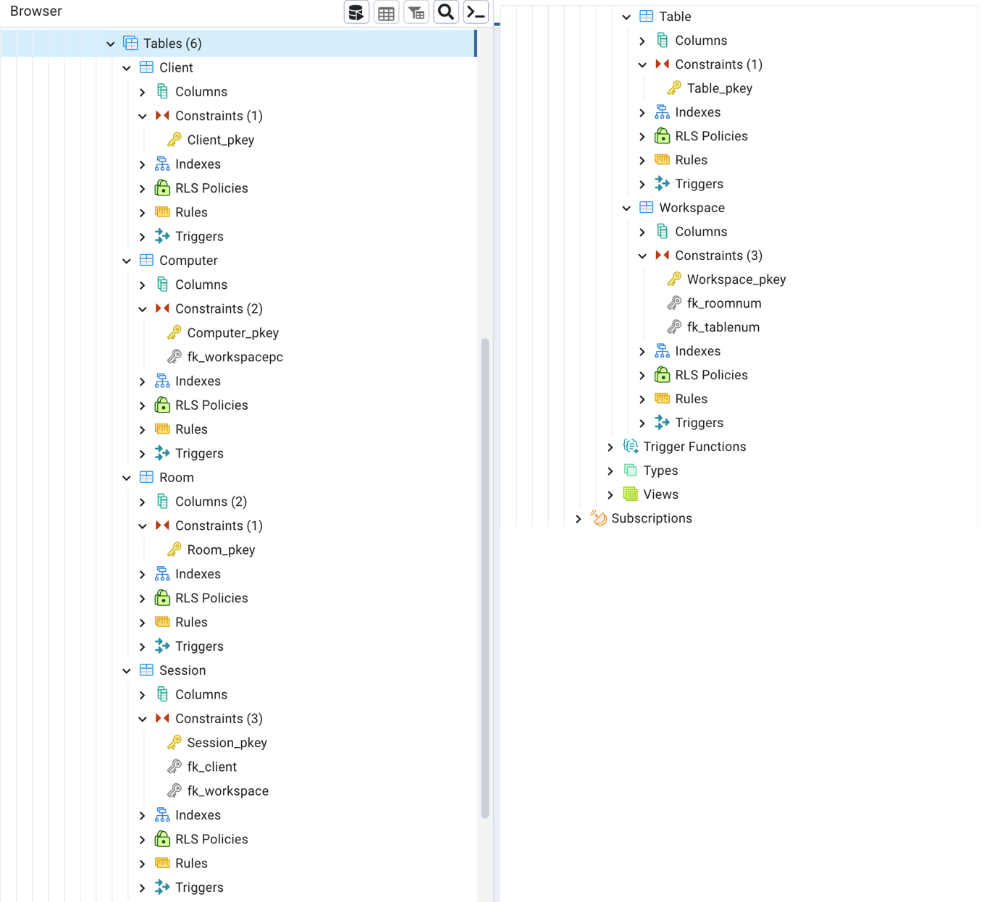 Browser
Tables (6)
Client
Columns
Constraints (1)
Client_pkey
Indexes
RLS Policies
Rules
Triggers
Computer
Columns
Constraints (2)
Computer_pkey
fk_workspacepc
Indexes
RLS Policies
Rules
Triggers
Room
Columns (2)
Constraints (1)
Room_pkey
Indexes
RLS Policies
Rules
Triggers
Session
Columns
Constraints (3)
Session_pkey
fk_client
fk_workspace
Indexes
RLS Policies
Rules
Triggers
Table
Columns
Constraints (1)
Table_pkey
Indexes
RLS Policies
Rules
Triggers
Workspace
Columns
Constraints (3)
Workspace_pkey
fk_roomnum
fk_tablenum
Indexes
RLS Policies
Rules
Triggers
Trigger Functions
Types
Views
Subscriptions